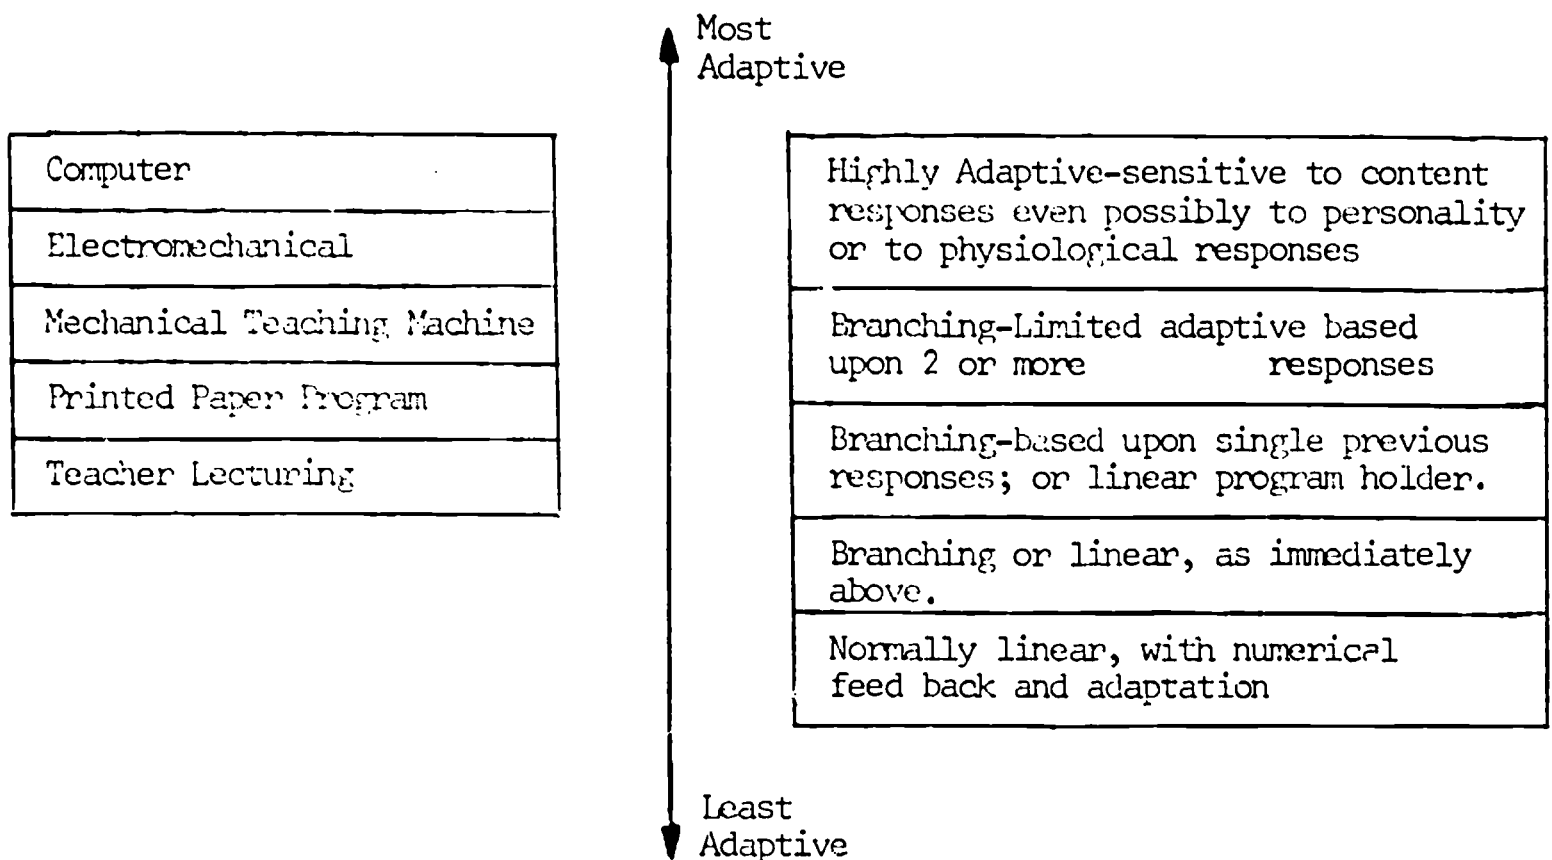 Most
Adaptive
Computer
Electromechanical
Mechanical Teaching Machine
Printed Paper Program
Teacher Lecturing
Highly Adaptive-sensitive to content
responses even possibly to personality
or to physiological responses
Branching-Limited adaptive based
upon 2 or more responses
Branching-based upon single previous
responses; or linear program holder.
Branching or linear, as immediately
above.
Normally linear, with numerical
feed back and adaptation
Least
Adaptive